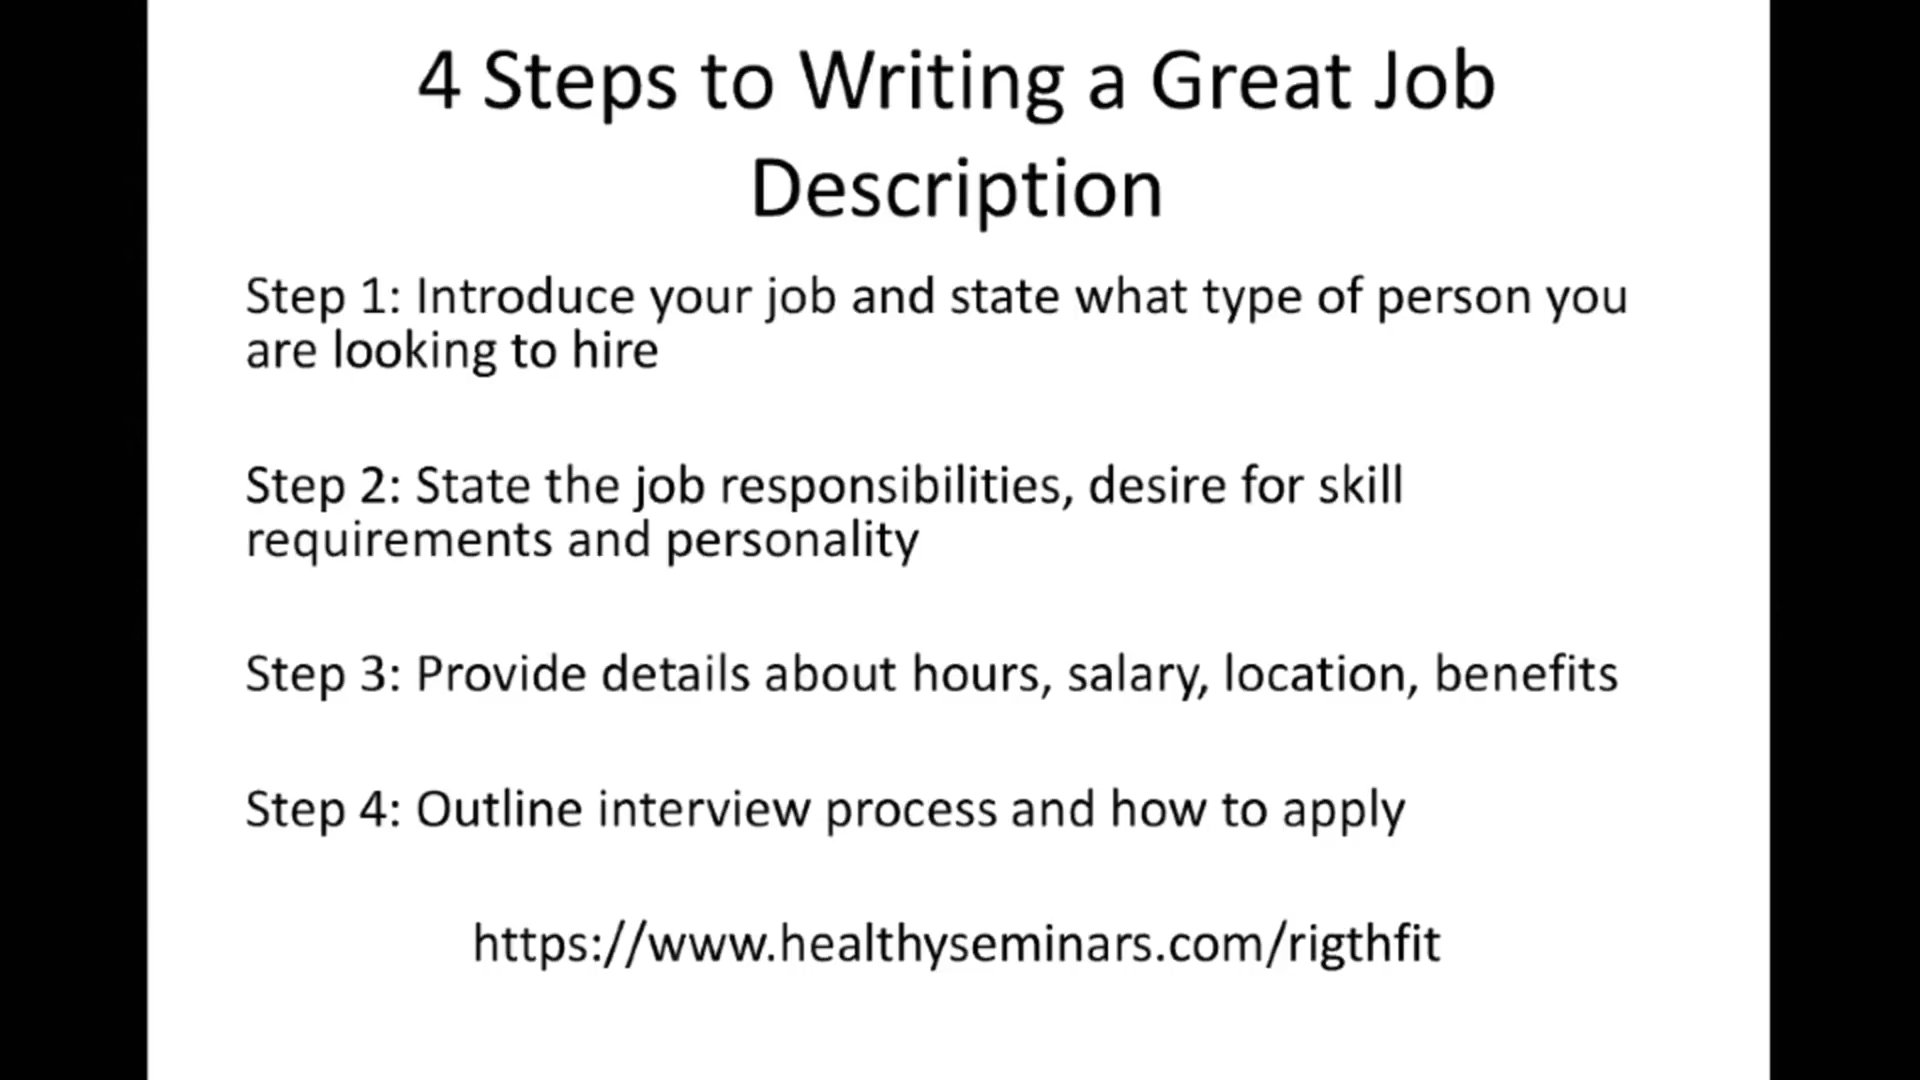 4 Steps to Writing a Great Job
Description
Step 1: Introduce your job and state what type of person you
are looking to hire
Step 2: State the job responsibilities, desire for skill
requirements and personality
Step 3: Provide details about hours, salary, location, benefits
Step 4: Outline interview process and how to apply
https://www.healthyseminars.com/rigthfit